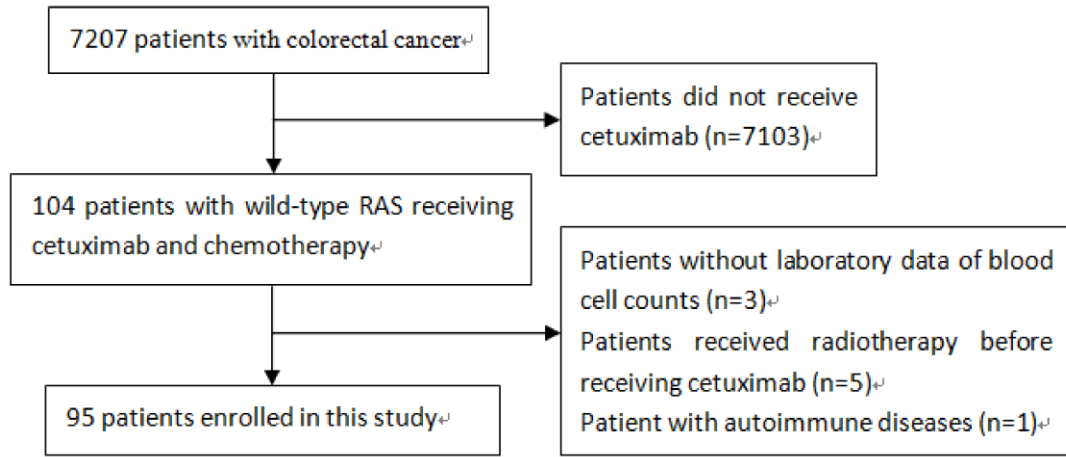 7207 patients with colorectal cancer↵
Patients did not receive
cetuximab (n=7103)↵
104 patients with wild-type RAS receiving
cetuximab and chemotherapy↵
Patients without laboratory data of blood
cell counts (n=3)↵
Patients received radiotherapy before
receiving cetuximab (n=5)↵
Patient with autoimmune diseases (n=1)↵
95 patients enrolled in this study↵